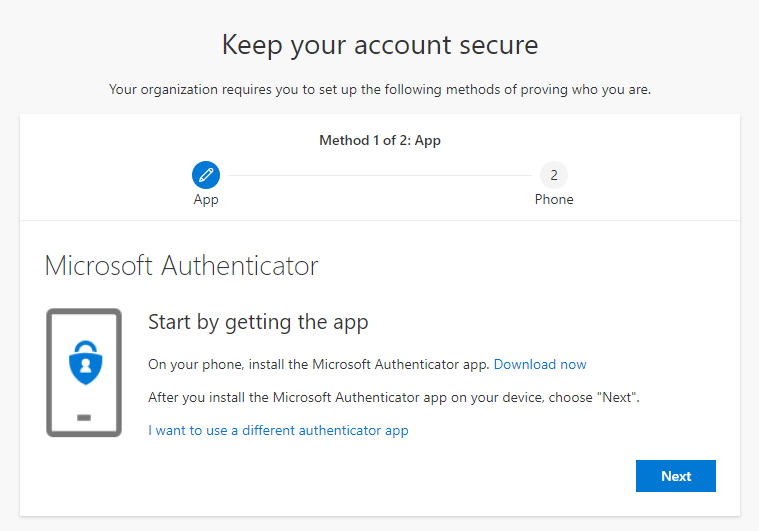 Keep your account secure
Your organization requires you to set up the following methods of proving who you are.
Method 1 of 2: App
2
App
Phone
Microsoft Authenticator
Start by getting the app
On your phone, install the Microsoft Authenticator app. Download now
After you install the Microsoft Authenticator app on your device, choose "Next".
I want to use a different authenticator app
Next